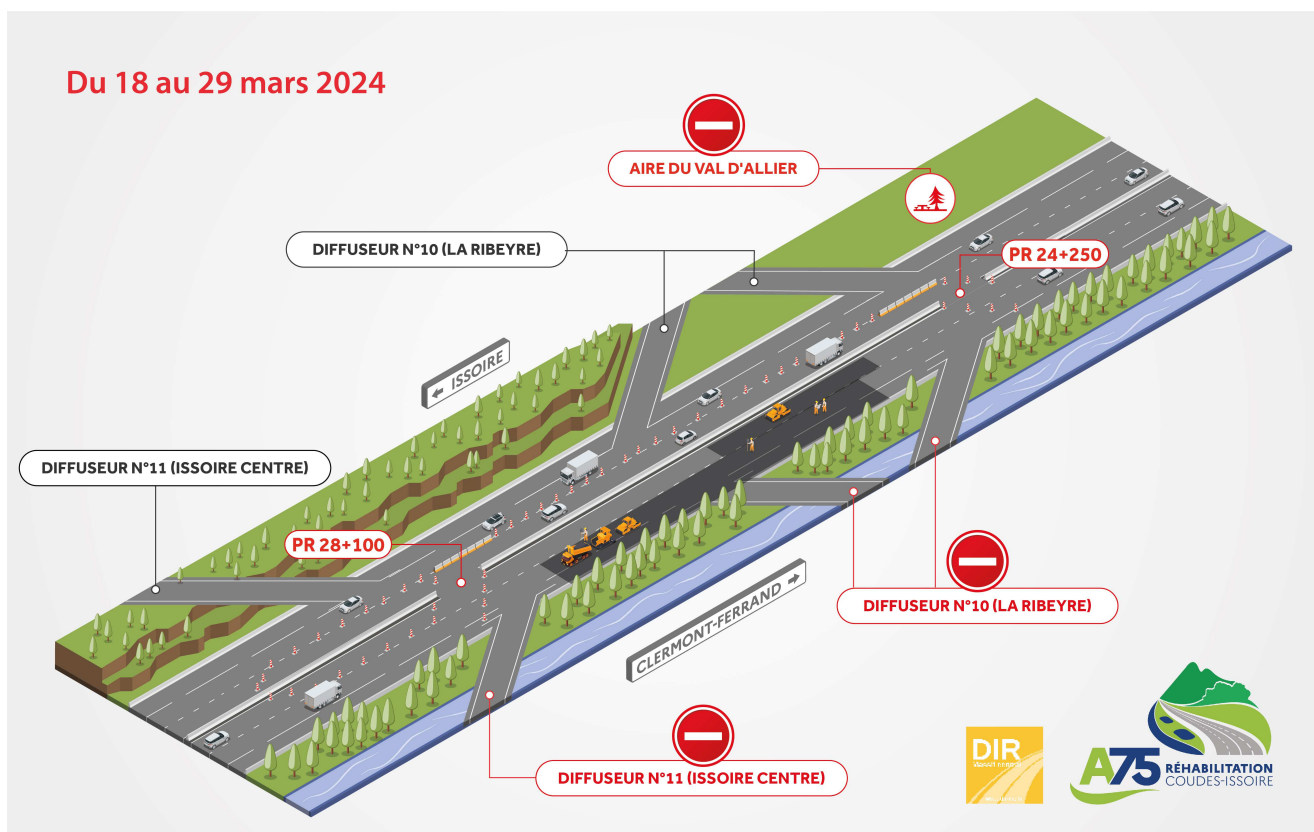 Du 18 au 29 mars 2024
AIRE DU VAL D'ALLIER
DIFFUSEUR N°10 (LA RIBEYRE)
PR 24+250
ISSOIRE
DIFFUSEUR N°11 (ISSOIRE CENTRE)
PR 28+100
DIFFUSEUR N°10 (LA RIBEYRE)
CLERMONT-FERRAND
DIFFUSEUR N°11 (ISSOIRE CENTRE)
DIR
Massif Central
A75 RÉHABILITATION
COUDES-ISSOIRE